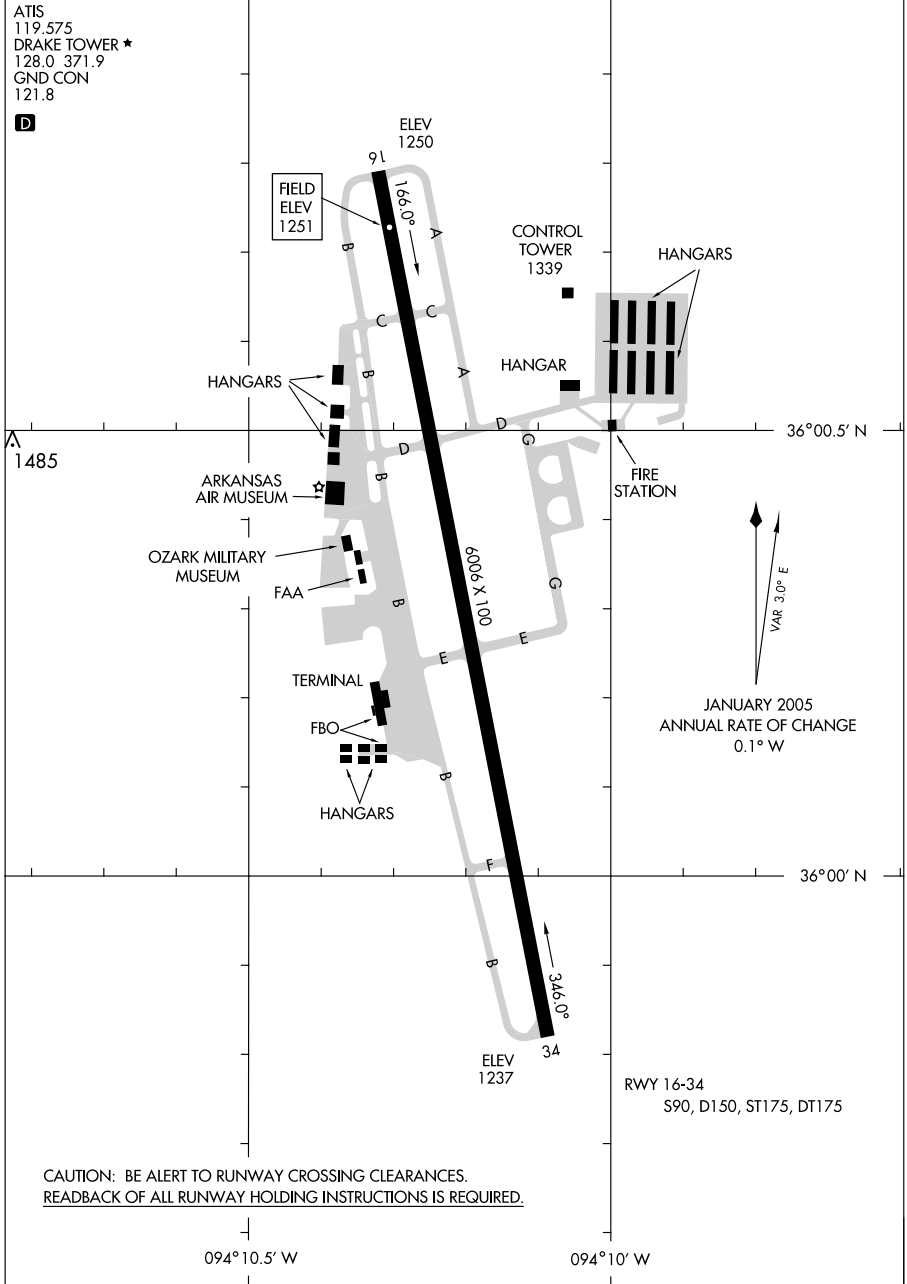 ATIS
119.575
DRAKE TOWER ★
128.0 371.9
GND CON
121.8
D
ELEV
1250
16
166.0°
FIELD
ELEV
1251
A
B
CONTROL
TOWER
1339
HANGARS
C
C
HANGAR
HANGARS
B
A
D
D
G
36°00.5' N
1485
FIRE
STATION
ARKANSAS
AIR MUSEUM
B
OZARK MILITARY
MUSEUM
FAA
6006 X 100
G
B
VAR 3.0° E
E
E
TERMINAL
JANUARY 2005
ANNUAL RATE OF CHANGE
0.1° W
FBO
B
HANGARS
F
36°00' N
B
346.0°
34
ELEV
1237
RWY 16-34
S90, D150, ST175, DT175
CAUTION: BE ALERT TO RUNWAY CROSSING CLEARANCES.
READBACK OF ALL RUNWAY HOLDING INSTRUCTIONS IS REQUIRED.
094°10.5' W
094°10' W